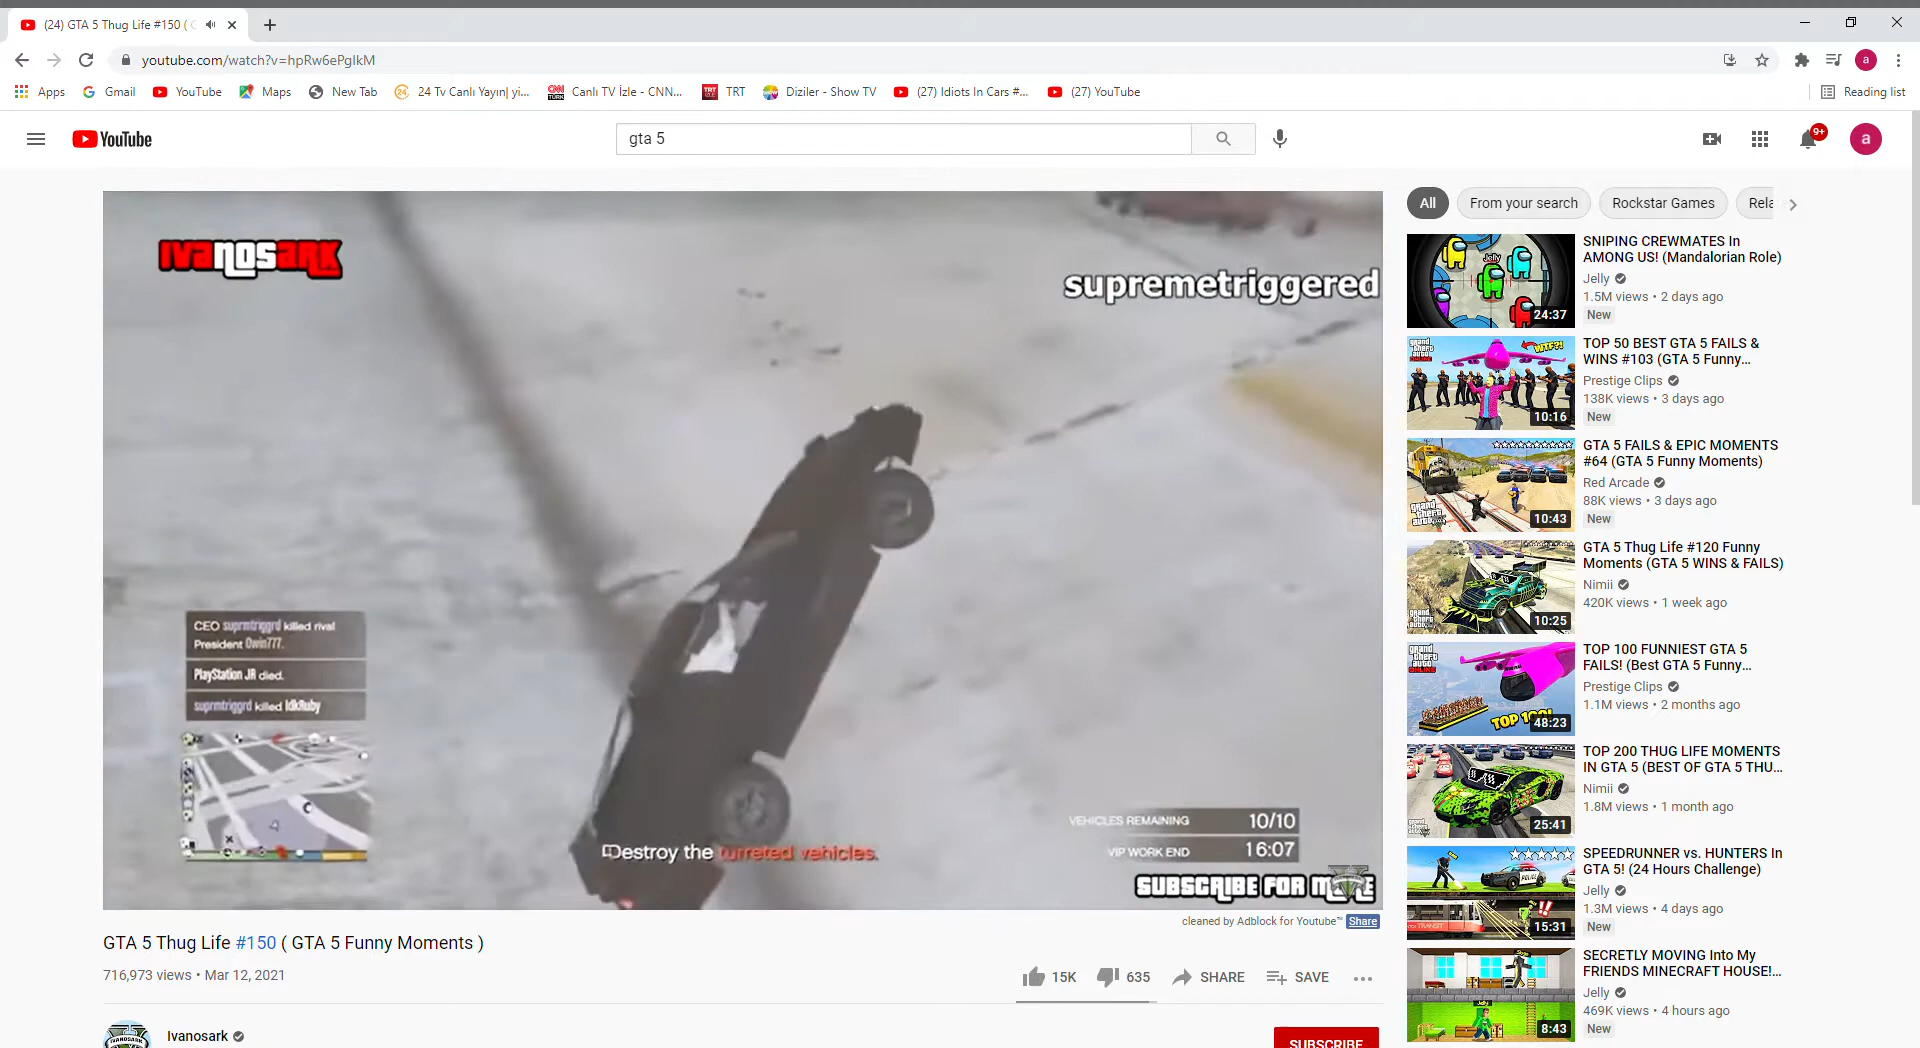 (24) GTA 5 Thug Life #150 (
youtube.com/watch?v=hpRw6ePgIkM
a
Apps
Gmail
YouTube
Maps
New Tab
24 Tv Canlı Yayın| yi...
Canlı TV İzle - CNN...
TRT
Diziler - Show TV
(27) Idiots In Cars #...
(27) YouTube
Reading list
YouTube
gta 5
9+
a
IVANOSARK
supremetriggered
CEO suprmtriggrd killed rival
President 0win777.
PlayStation JR died.
suprmtriggrd killed IdkRuby
Destroy the turreted vehicles.
VEHICLES REMAINING 10/10
VIP WORK END 16:07
SUBSCRIBE FOR MORE
cleaned by Adblock for Youtube™ Share
GTA 5 Thug Life #150 ( GTA 5 Funny Moments )
716,973 views • Mar 12, 2021
15K
635
SHARE
SAVE
Ivanosark
SUBSCRIBE
All
From your search
Rockstar Games
Rela
SNIPING CREWMATES In
AMONG US! (Mandalorian Role)
Jelly
1.5M views • 2 days ago
New
Jelly
24:37
TOP 50 BEST GTA 5 FAILS &
WINS #103 (GTA 5 Funny...
Prestige Clips
138K views • 3 days ago
New
WTF?!
10:16
GTA 5 FAILS & EPIC MOMENTS
#64 (GTA 5 Funny Moments)
Red Arcade
88K views • 3 days ago
New
10:43
GTA 5 Thug Life #120 Funny
Moments (GTA 5 WINS & FAILS)
Nimii
420K views • 1 week ago
10:25
TOP 100 FUNNIEST GTA 5
FAILS! (Best GTA 5 Funny...
Prestige Clips
1.1M views • 2 months ago
48:23
TOP 200 THUG LIFE MOMENTS
IN GTA 5 (BEST OF GTA 5 THU...
Nimii
1.8M views • 1 month ago
25:41
SPEEDRUNNER vs. HUNTERS In
GTA 5! (24 Hours Challenge)
Jelly
1.3M views • 4 days ago
New
15:31
SECRETLY MOVING Into My
FRIENDS MINECRAFT HOUSE!...
Jelly
469K views • 4 hours ago
New
8:43